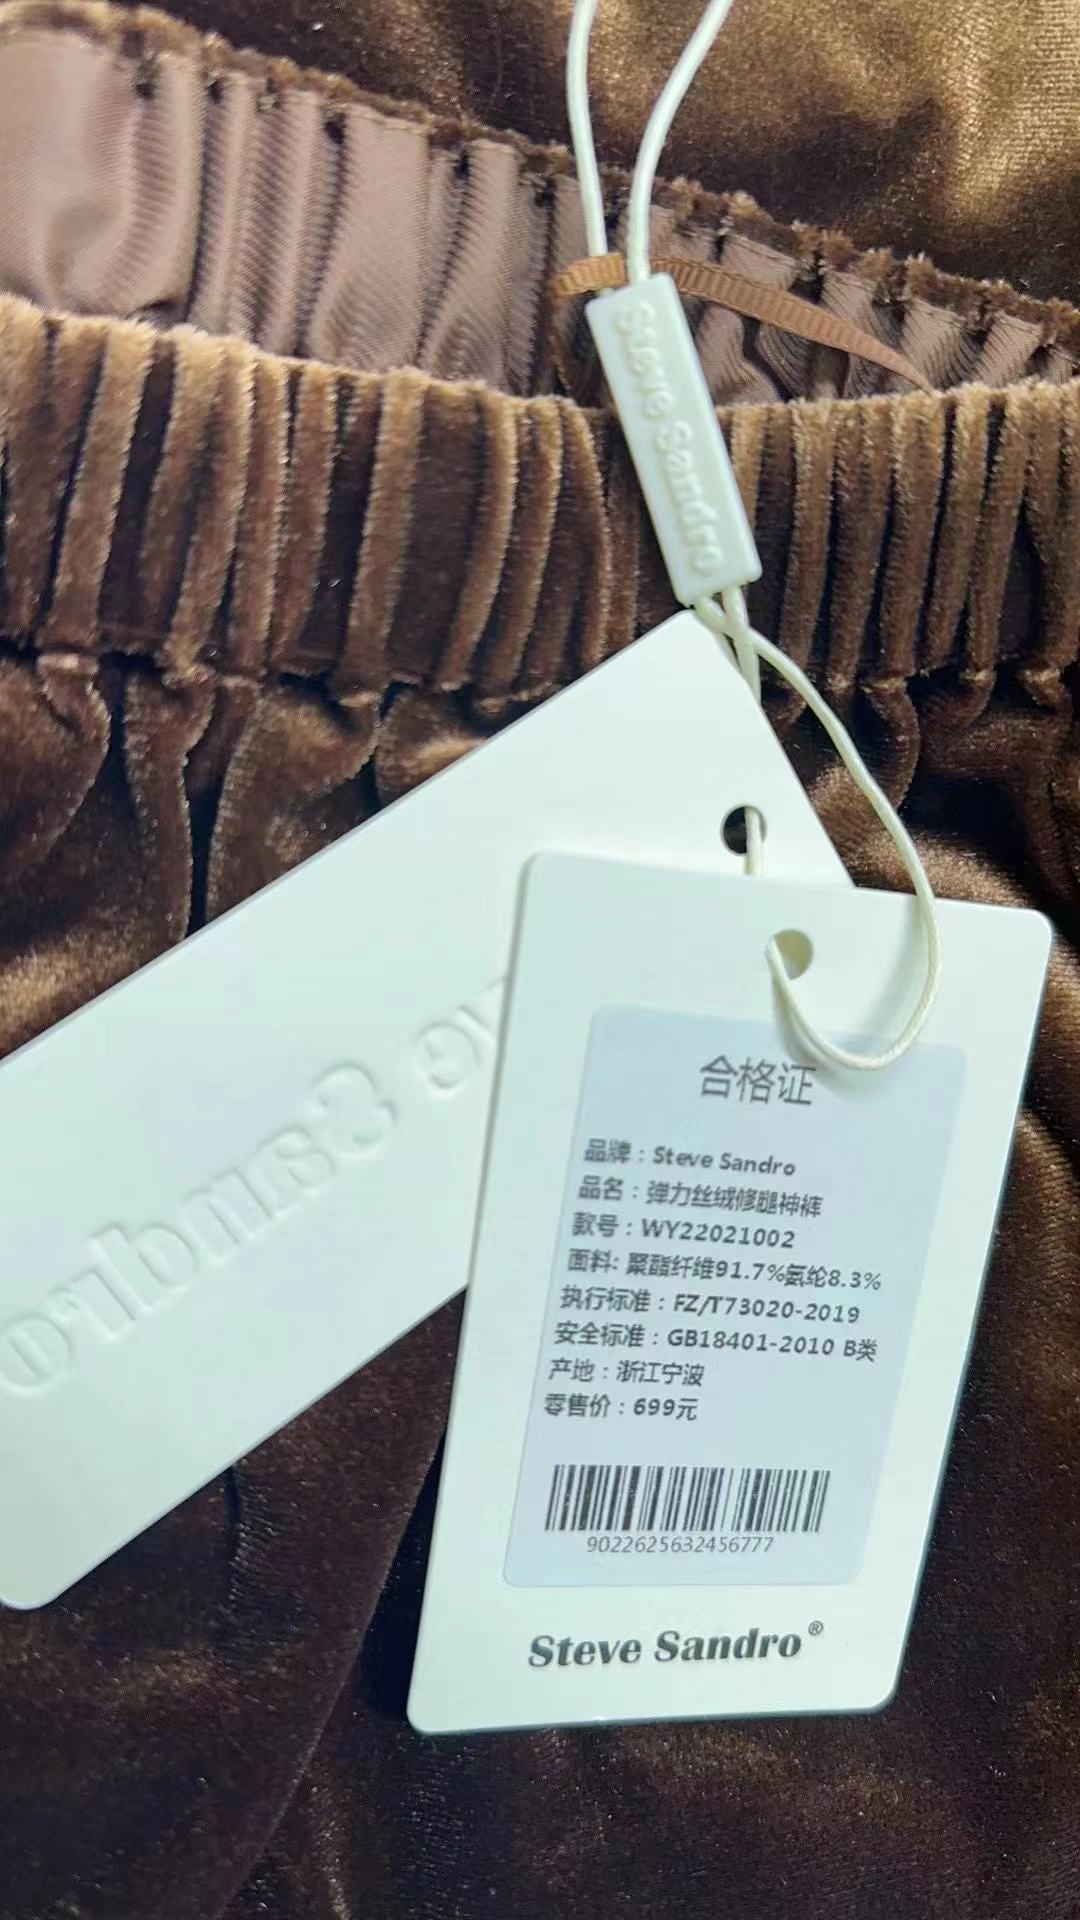 Steve Sandro
ve Sandro
合格证
品牌：Steve Sandro
品名：弹力丝绒修腿神裤
款号：WY22021002
面料: 聚酯纤维91.7%氨纶8.3%
执行标准：FZ/T73020-2019
安全标准：GB18401-2010 B类
产地：浙江宁波
零售价：699元
9022625632456777
Steve Sandro®